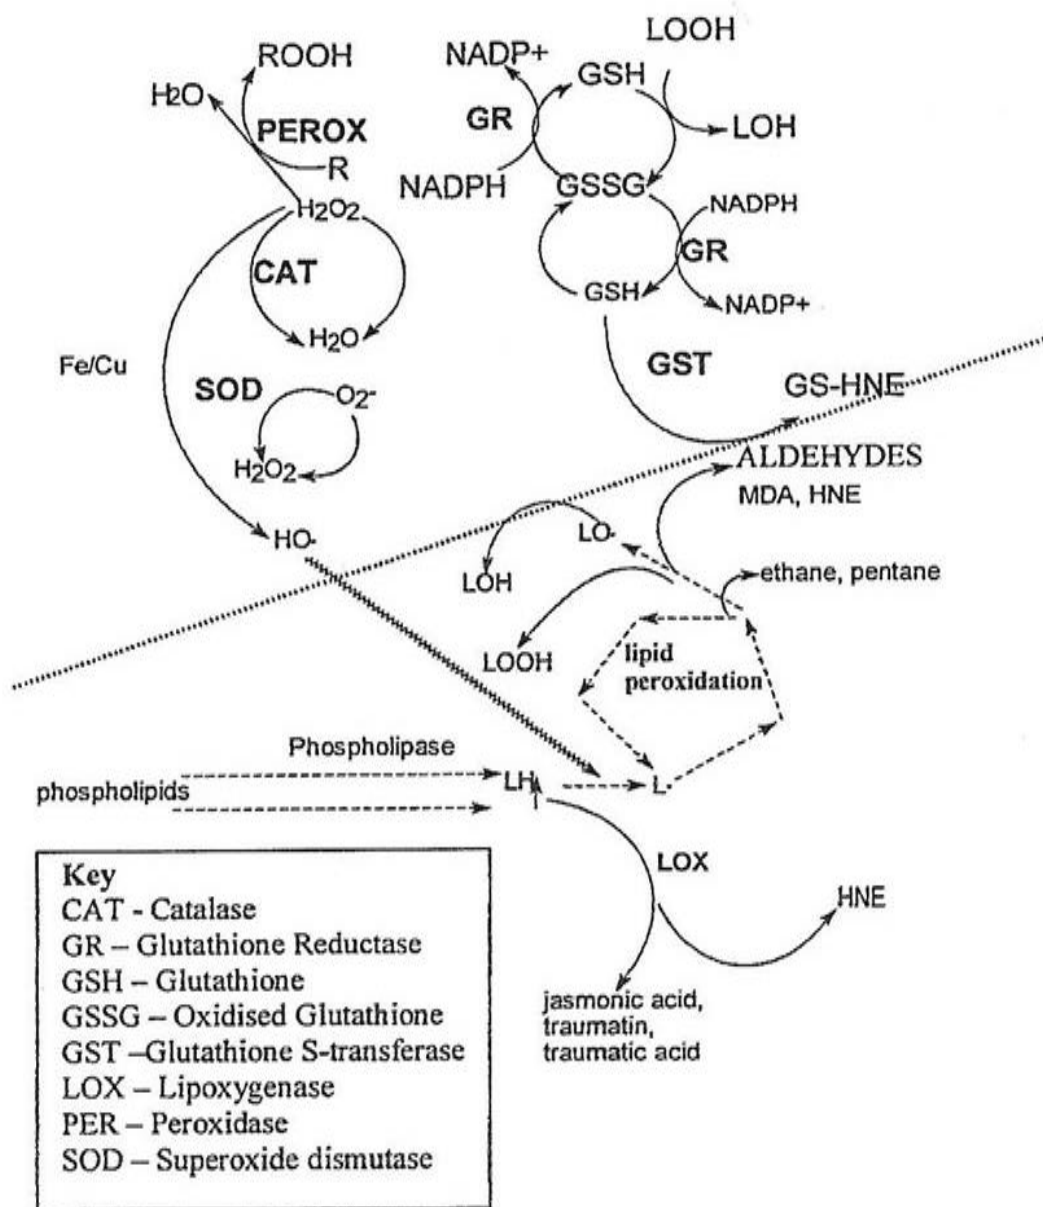 LOOH
ROOH
NADP+
GSH
H2O
GR
LOH
PEROX
R
NADPH
GSSG
H2O2
NADPH
GR
CAT
GSH
NADP+
H2O
Fe/Cu
GST
SOD
O2-
GS-HNE
H2O2
ALDEHYDES
MDA, HNE
HO·
LO·
LOH
ethane, pentane
LOOH
lipid
peroxidation
Phospholipase
phospholipids
LH
L·
LOX
HNE
jasmonic acid,
traumatin,
traumatic acid
Key
CAT - Catalase
GR – Glutathione Reductase
GSH – Glutathione
GSSG – Oxidised Glutathione
GST –Glutathione S-transferase
LOX – Lipoxygenase
PER – Peroxidase
SOD – Superoxide dismutase